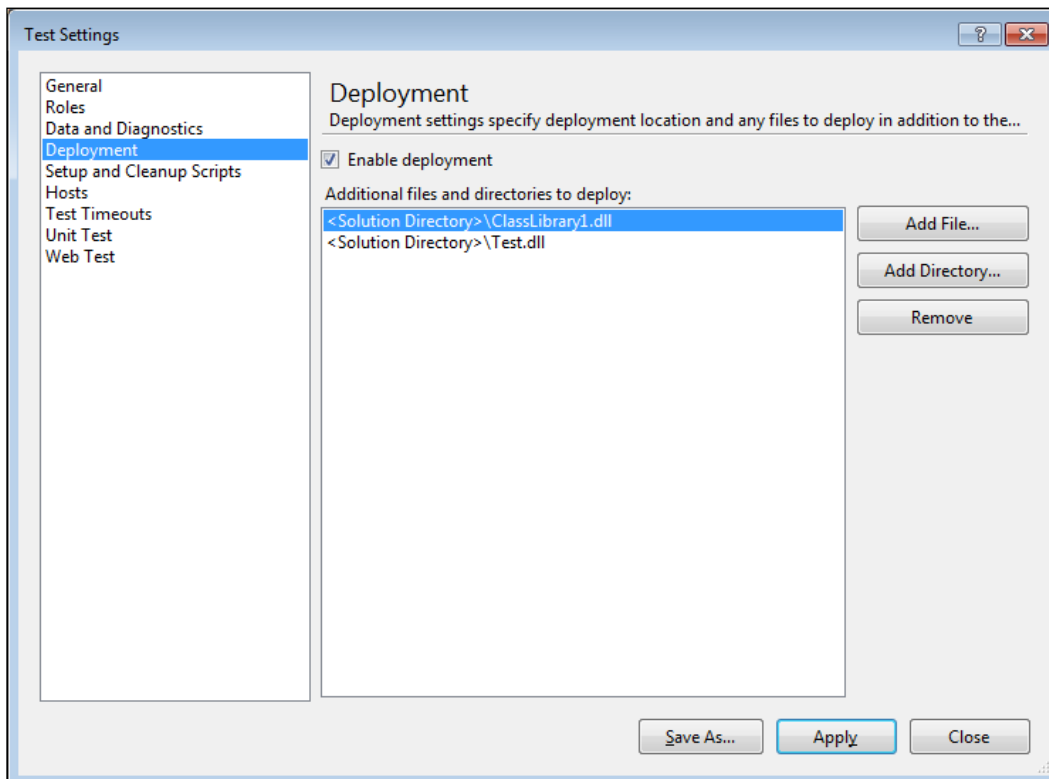 Test Settings
General
Roles
Data and Diagnostics
Deployment
Setup and Cleanup Scripts
Hosts
Test Timeouts
Unit Test
Web Test
Deployment
Deployment settings specify deployment location and any files to deploy in addition to the...
Enable deployment
Additional files and directories to deploy:
<Solution Directory>\ClassLibrary1.dll
<Solution Directory>\Test.dll
Add File...
Add Directory...
Remove
Save As...
Apply
Close